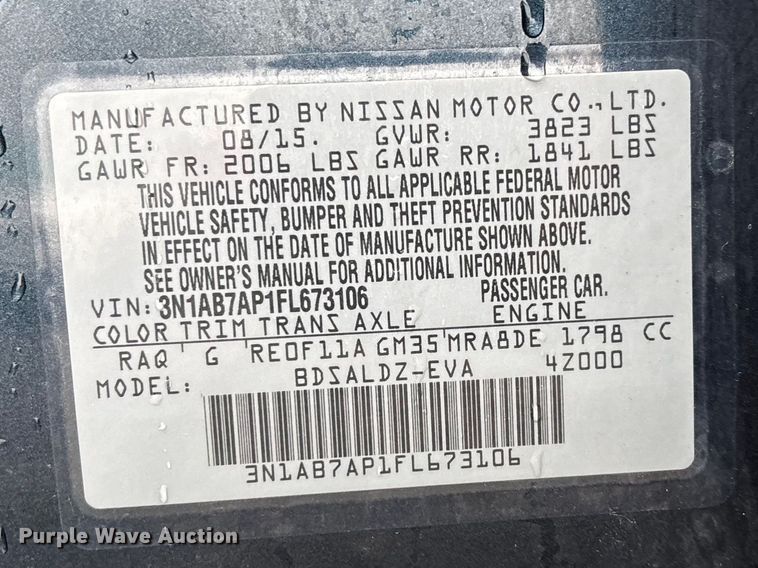 MANUFACTURED BY NISSAN MOTOR CO., LTD.
DATE: 08/15. GVWR: 3823 LBS
GAWR FR: 2006 LBS GAWR RR: 1841 LBS
THIS VEHICLE CONFORMS TO ALL APPLICABLE FEDERAL MOTOR
VEHICLE SAFETY, BUMPER AND THEFT PREVENTION STANDARDS
IN EFFECT ON THE DATE OF MANUFACTURE SHOWN ABOVE.
SEE OWNER'S MANUAL FOR ADDITIONAL INFORMATION.
VIN: 3N1AB7AP1FL673106 PASSENGER CAR.
COLOR TRIM TRANS AXLE ENGINE
RAQ G RE0F11A GM35 MRA8DE 1798 CC
MODEL: BDSALDZ-EVA 4Z000
3N1AB7AP1FL673106
Purple Wave Auction